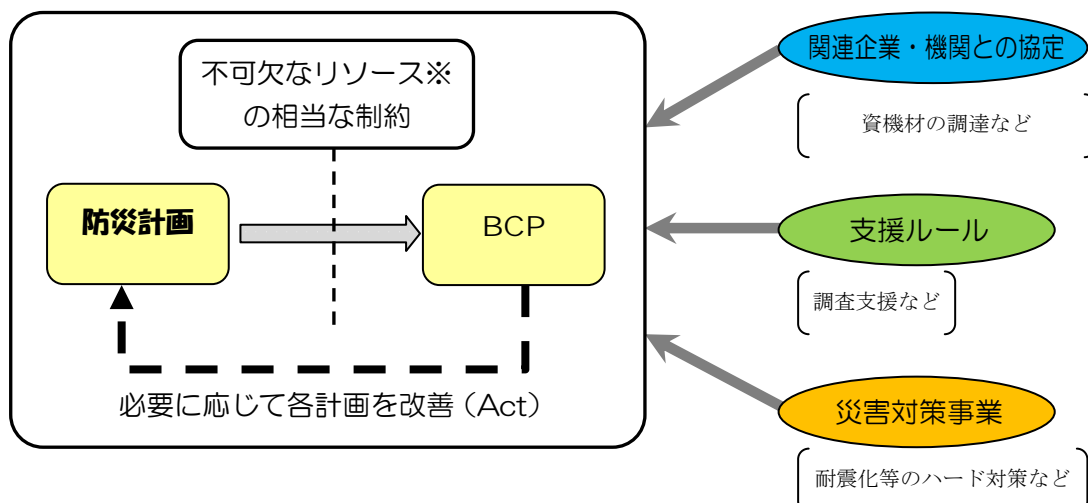 不可欠なリソース※
の相当な制約
防災計画
BCP
必要に応じて各計画を改善（Act）
関連企業・機関との協定
資機材の調達など
支援ルール
調査支援など
災害対策事業
耐震化等のハード対策など